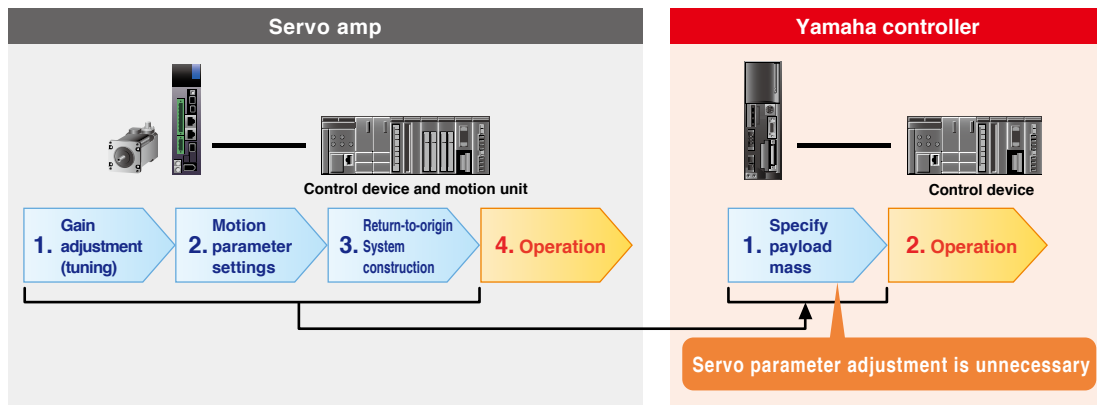 Servo amp
Control device and motion unit
1. Gain
adjustment
(tuning)
2. Motion
parameter
settings
3. Return-to-origin
System
construction
4. Operation
Yamaha controller
Control device
1. Specify
payload
mass
2. Operation
Servo parameter adjustment is unnecessary